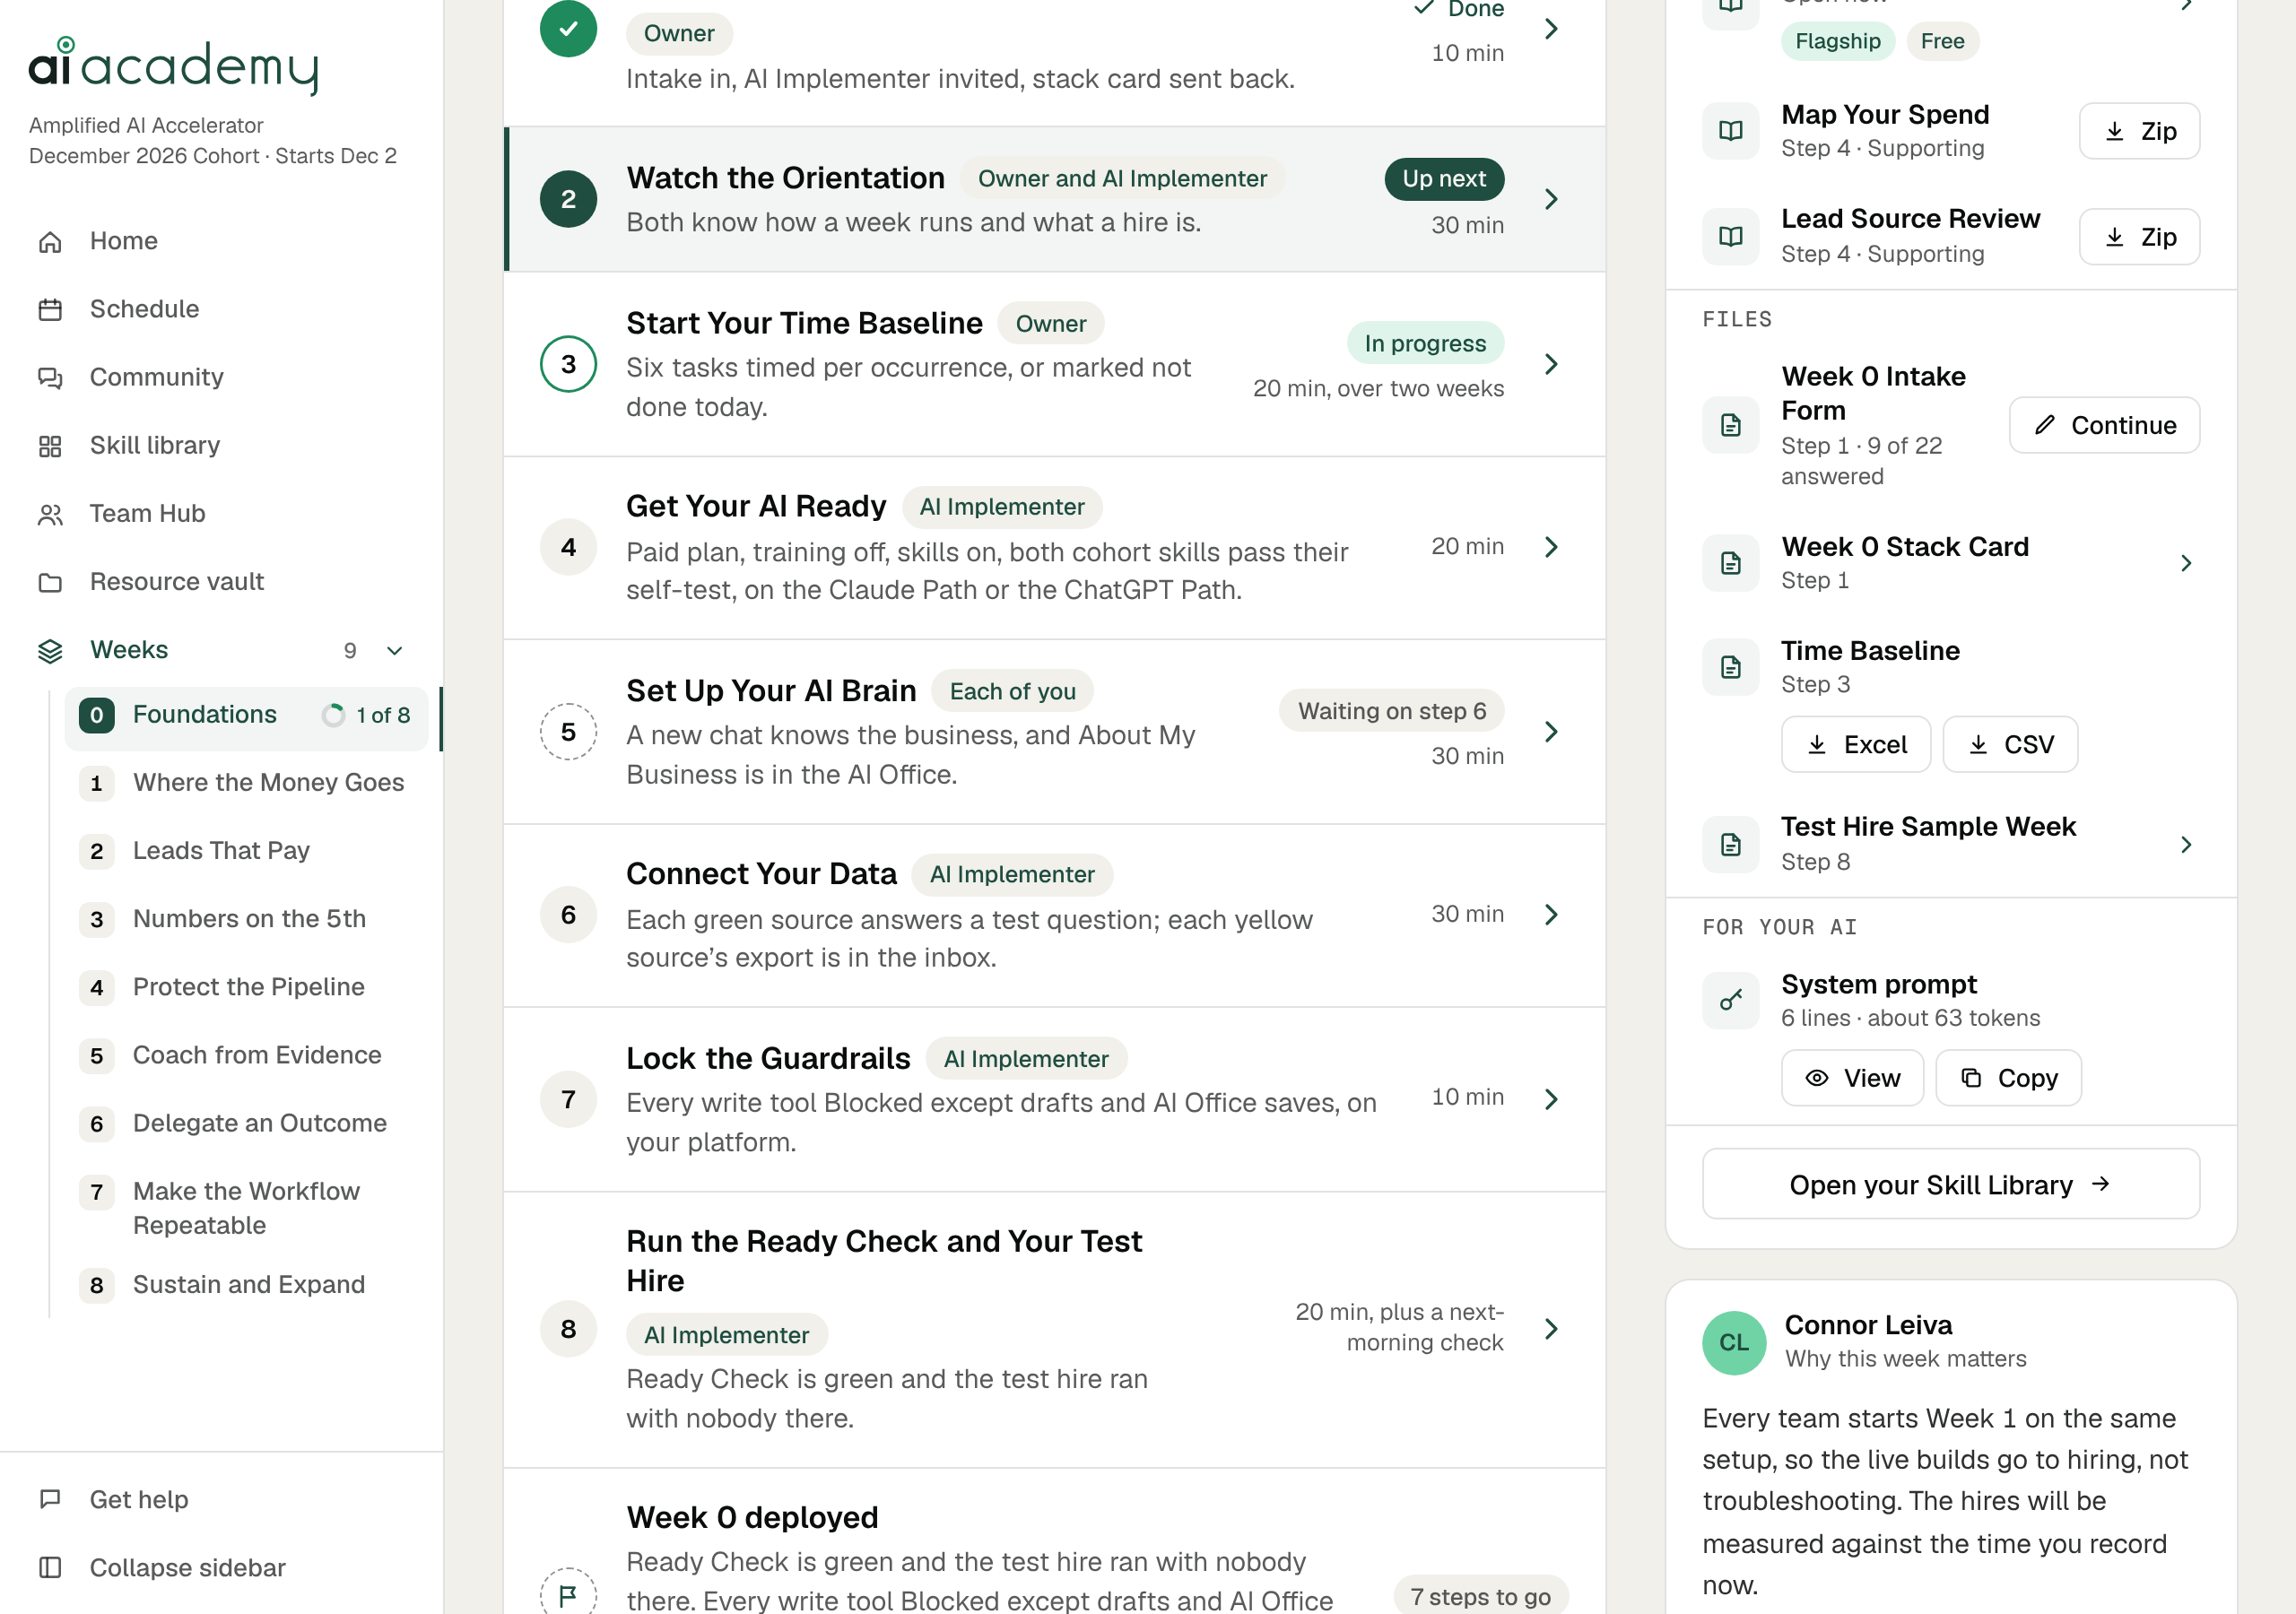 ai academy
Amplified AI Accelerator
December 2026 Cohort · Starts Dec 2
Home
Schedule
Community
Skill library
Team Hub
Resource vault
Weeks 9
0 Foundations 1 of 8
1 Where the Money Goes
2 Leads That Pay
3 Numbers on the 5th
4 Protect the Pipeline
5 Coach from Evidence
6 Delegate an Outcome
7 Make the Workflow
Repeatable
8 Sustain and Expand
Get help
Collapse sidebar
Owner
Done
10 min
Intake in, AI Implementer invited, stack card sent back.
2
Watch the Orientation Owner and AI Implementer
Both know how a week runs and what a hire is.
Up next
30 min
3
Start Your Time Baseline Owner
Six tasks timed per occurrence, or marked not
done today.
In progress
20 min, over two weeks
4
Get Your AI Ready AI Implementer
Paid plan, training off, skills on, both cohort skills pass their
self-test, on the Claude Path or the ChatGPT Path.
20 min
5
Set Up Your AI Brain Each of you
A new chat knows the business, and About My
Business is in the AI Office.
Waiting on step 6
30 min
6
Connect Your Data AI Implementer
Each green source answers a test question; each yellow
source’s export is in the inbox.
30 min
7
Lock the Guardrails AI Implementer
Every write tool Blocked except drafts and AI Office saves, on
your platform.
10 min
8
Run the Ready Check and Your Test
Hire
AI Implementer
Ready Check is green and the test hire ran
with nobody there.
20 min, plus a next-
morning check
Week 0 deployed
Ready Check is green and the test hire ran with nobody
there. Every write tool Blocked except drafts and AI Office
7 steps to go
Flagship Free
Map Your Spend
Step 4 · Supporting
Zip
Lead Source Review
Step 4 · Supporting
Zip
FILES
Week 0 Intake
Form
Step 1 · 9 of 22
answered
Continue
Week 0 Stack Card
Step 1
Time Baseline
Step 3
Excel CSV
Test Hire Sample Week
Step 8
FOR YOUR AI
System prompt
6 lines · about 63 tokens
View Copy
Open your Skill Library →
CL
Connor Leiva
Why this week matters
Every team starts Week 1 on the same
setup, so the live builds go to hiring, not
troubleshooting. The hires will be
measured against the time you record
now.